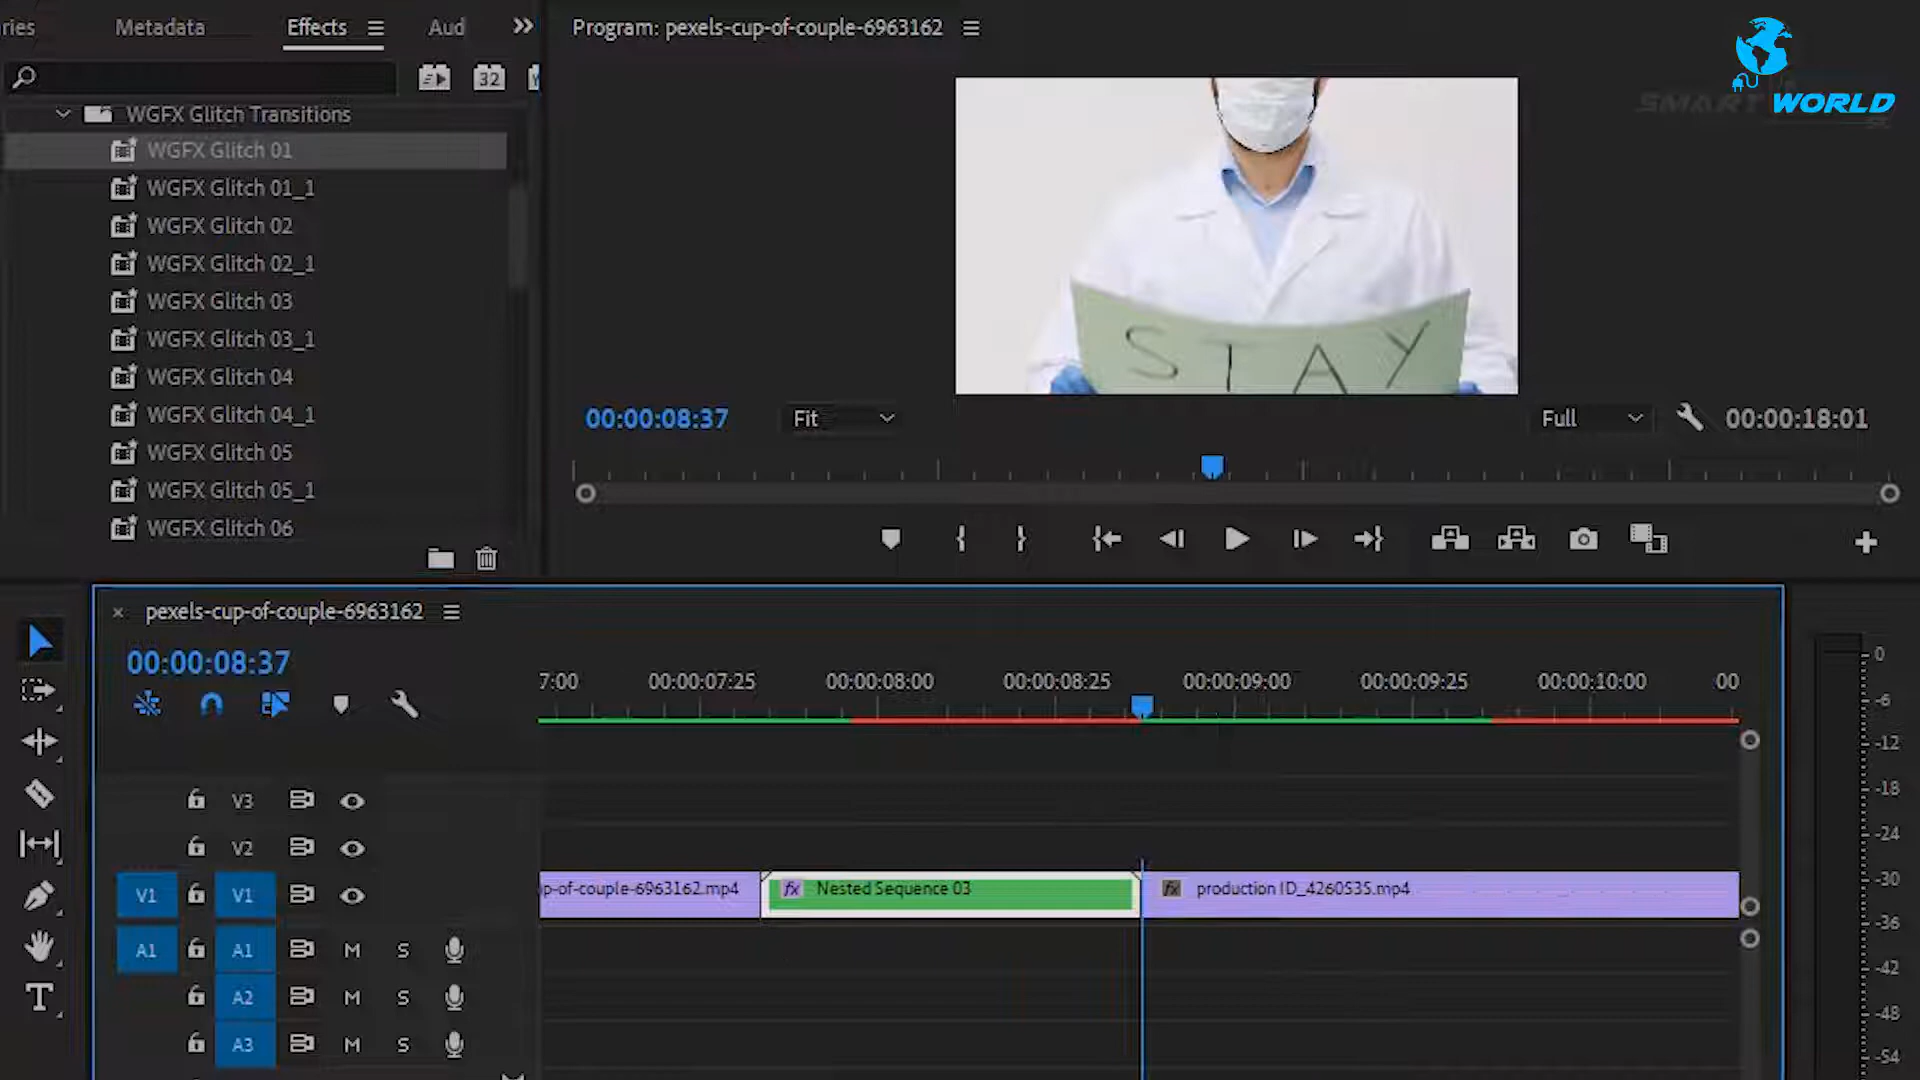 ries Metadata Effects Aud
Program: pexels-cup-of-couple-6963162
SMART WORLD
32
WGFX Glitch Transitions
WGFX Glitch 01
WGFX Glitch 01_1
WGFX Glitch 02
WGFX Glitch 02_1
WGFX Glitch 03
WGFX Glitch 03_1
WGFX Glitch 04
WGFX Glitch 04_1
WGFX Glitch 05
WGFX Glitch 05_1
WGFX Glitch 06
STAY
00:00:08:37 Fit Full 00:00:18:01
pexels-cup-of-couple-6963162
00:00:08:37
7:00 00:00:07:25 00:00:08:00 00:00:08:25 00:00:09:00 00:00:09:25 00:00:10:00 00
V3
V2
V1 V1
p-of-couple-6963162.mp4 fx Nested Sequence 03 fx production ID_4260535.mp4
A1 A1 M S
A2 M S
A3 M S
0
-6
-12
-18
-24
-30
-36
-42
-48
-54